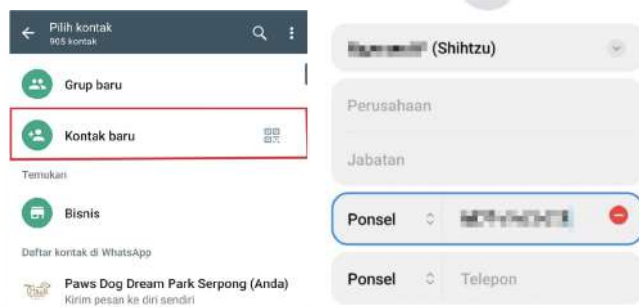 Pilih kontak
905 kontak
Grup baru
Kontak baru
Temukan
Bisnis
Daftar kontak di WhatsApp
Paws Dog Dream Park Serpong (Anda)
Kirim pesan ke diri sendiri
(Shihtzu)
Perusahaan
Jabatan
Ponsel
Ponsel
Telepon